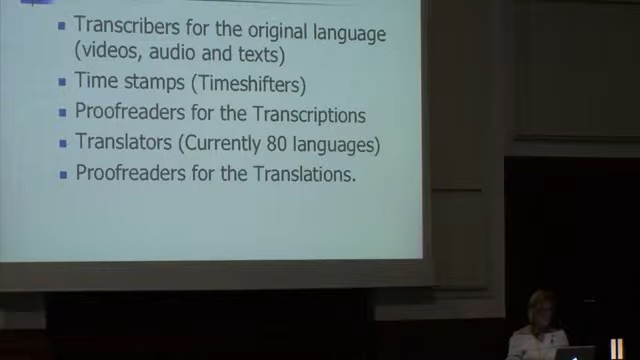 Transcribers for the original language
(videos, audio and texts)
Time stamps (Timeshifters)
Proofreaders for the Transcriptions
Translators (Currently 80 languages)
Proofreaders for the Translations.